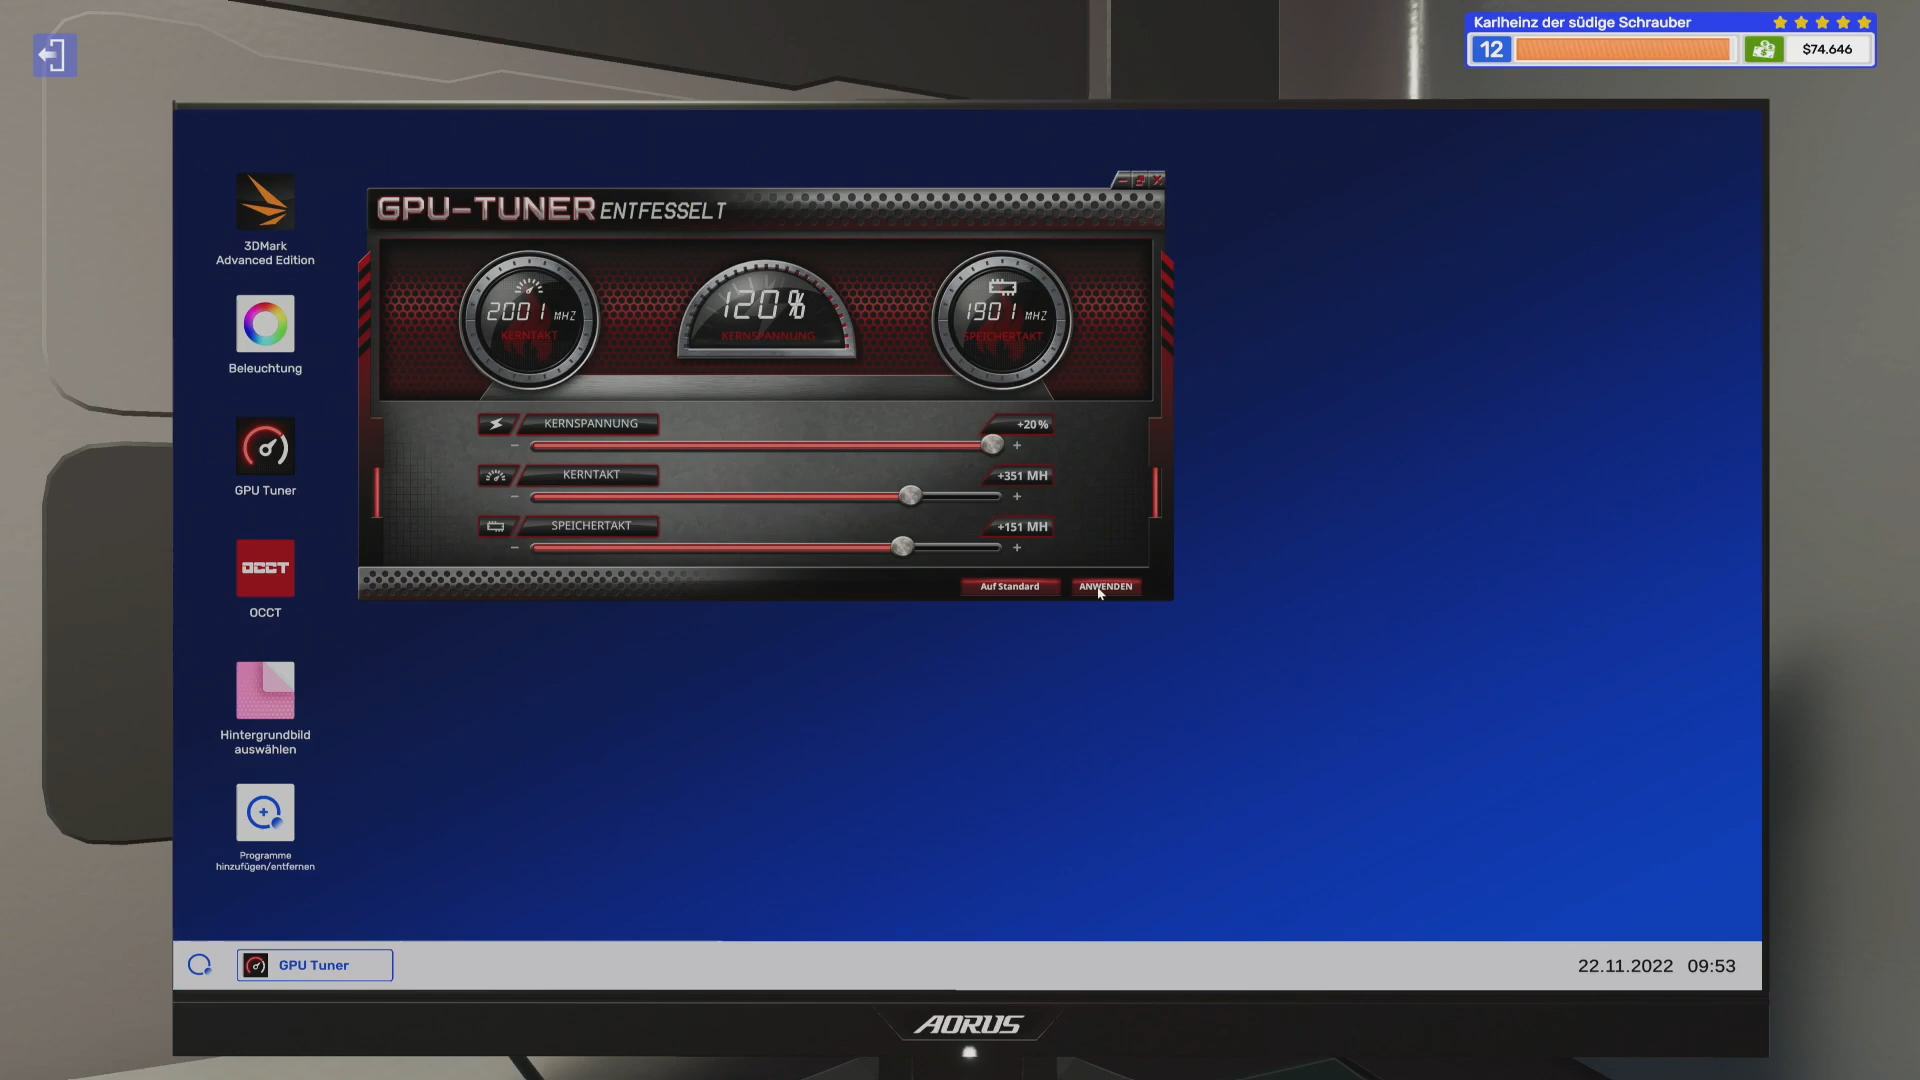 Karlheinz der südige Schrauber
12
$74.646
3DMark
Advanced Edition
Beleuchtung
GPU Tuner
OCCT
OCCT
Hintergrundbild
auswählen
Programme
hinzufügen/entfernen
GPU-TUNER ENTFESSELT
2001 MHZ
KERNTAKT
120%
KERNSPANNUNG
1901 MHZ
SPEICHERTAKT
KERNSPANNUNG
+20%
KERNTAKT
+351 MH
SPEICHERTAKT
+151 MH
Auf Standard
ANWENDEN
GPU Tuner
22.11.2022 09:53
AORUS